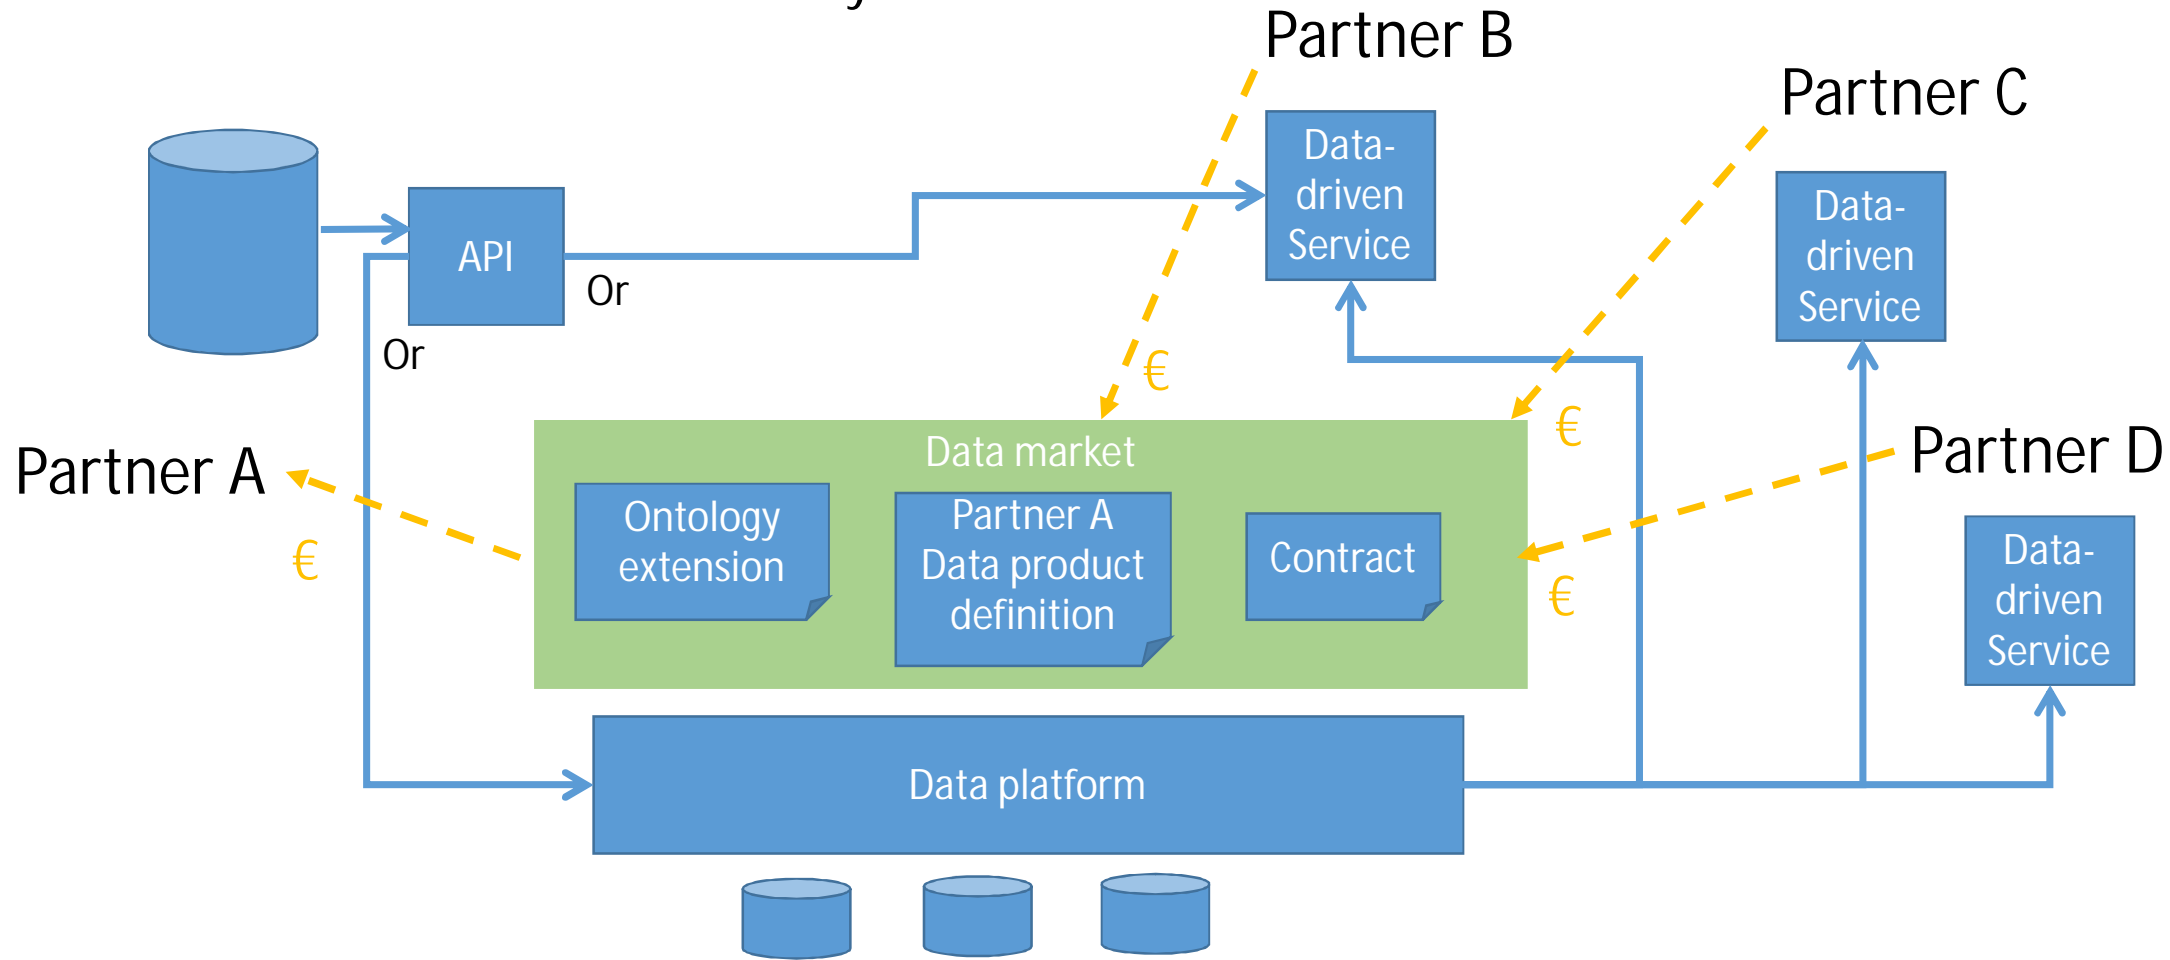 Partner B
Partner C
Data-
driven
Service
Data-
driven
Service
API
Or
Or
€
€
Partner A
€
Data market
Ontology
extension
Partner A
Data product
definition
Contract
Partner D
€
Data-
driven
Service
Data platform